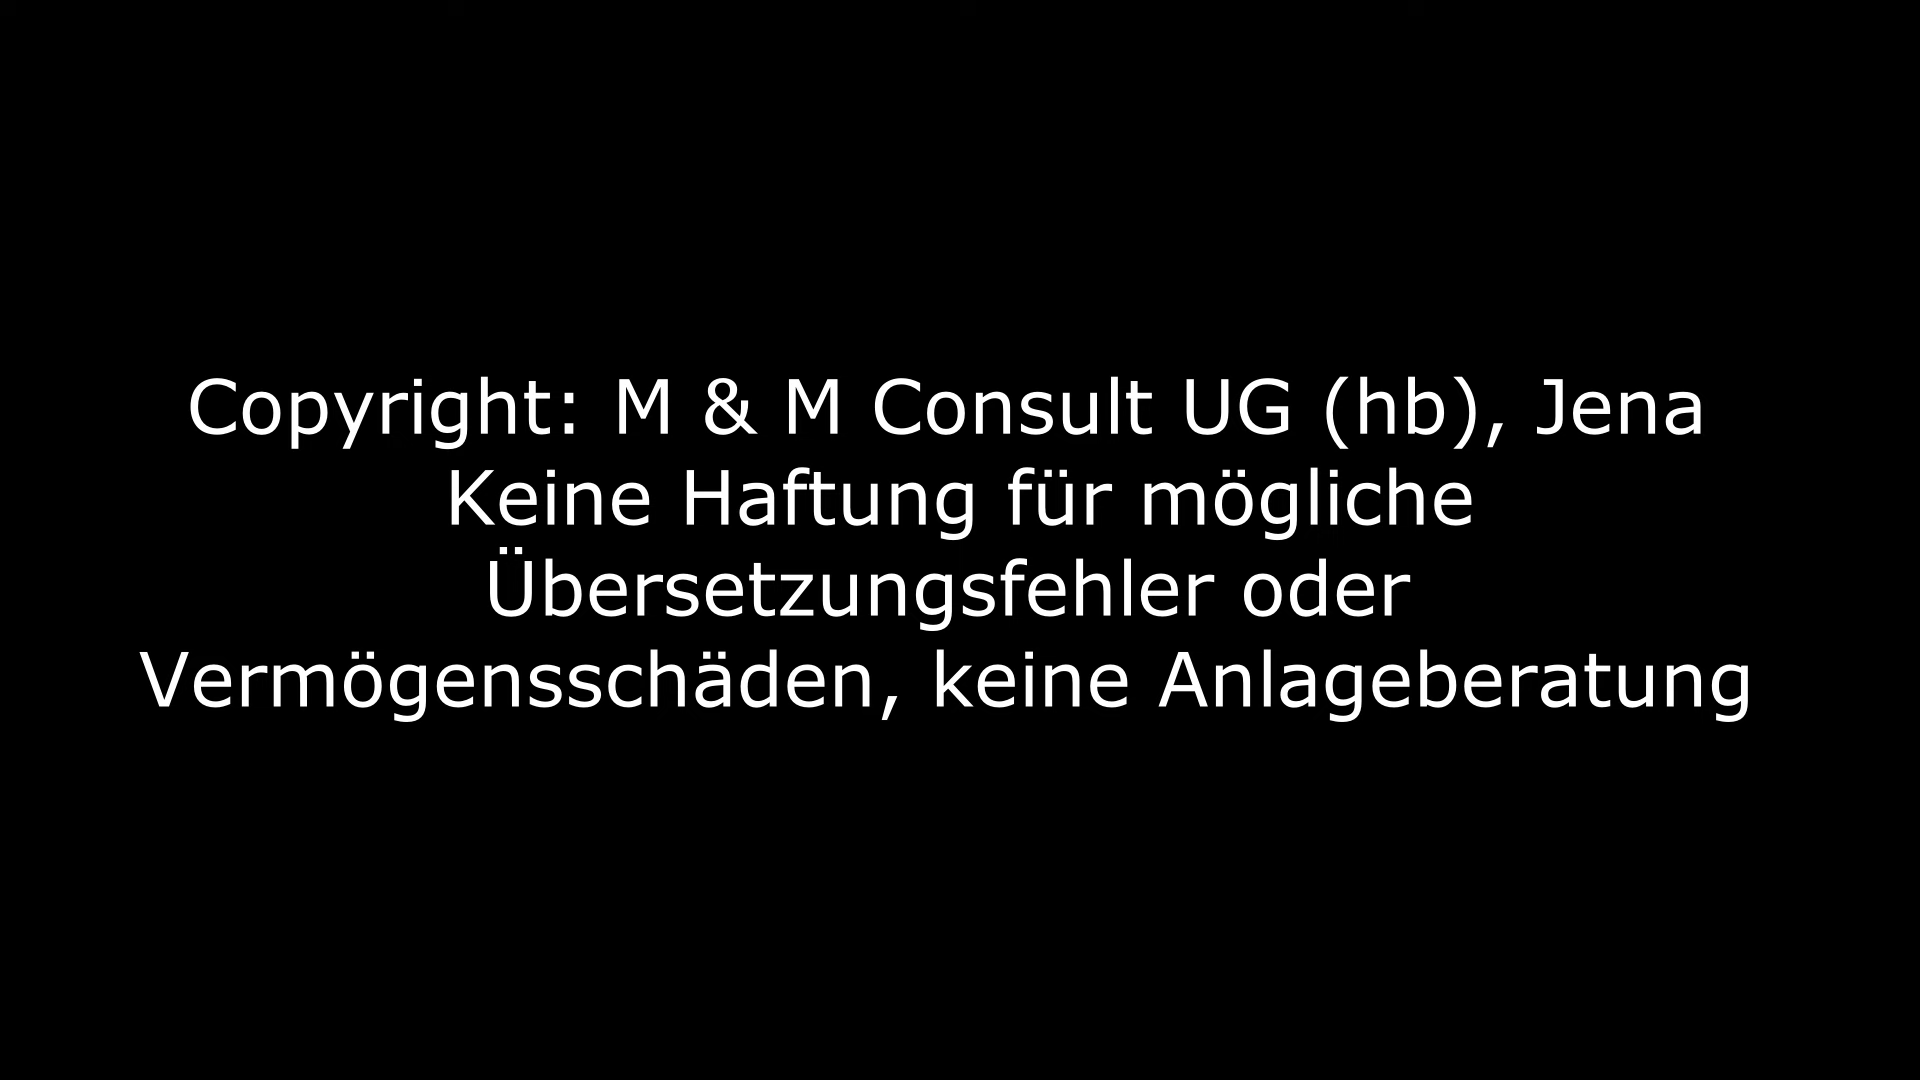 Copyright: M & M Consult UG (hb), Jena
Keine Haftung für mögliche
Übersetzungsfehler oder
Vermögensschäden, keine Anlageberatung